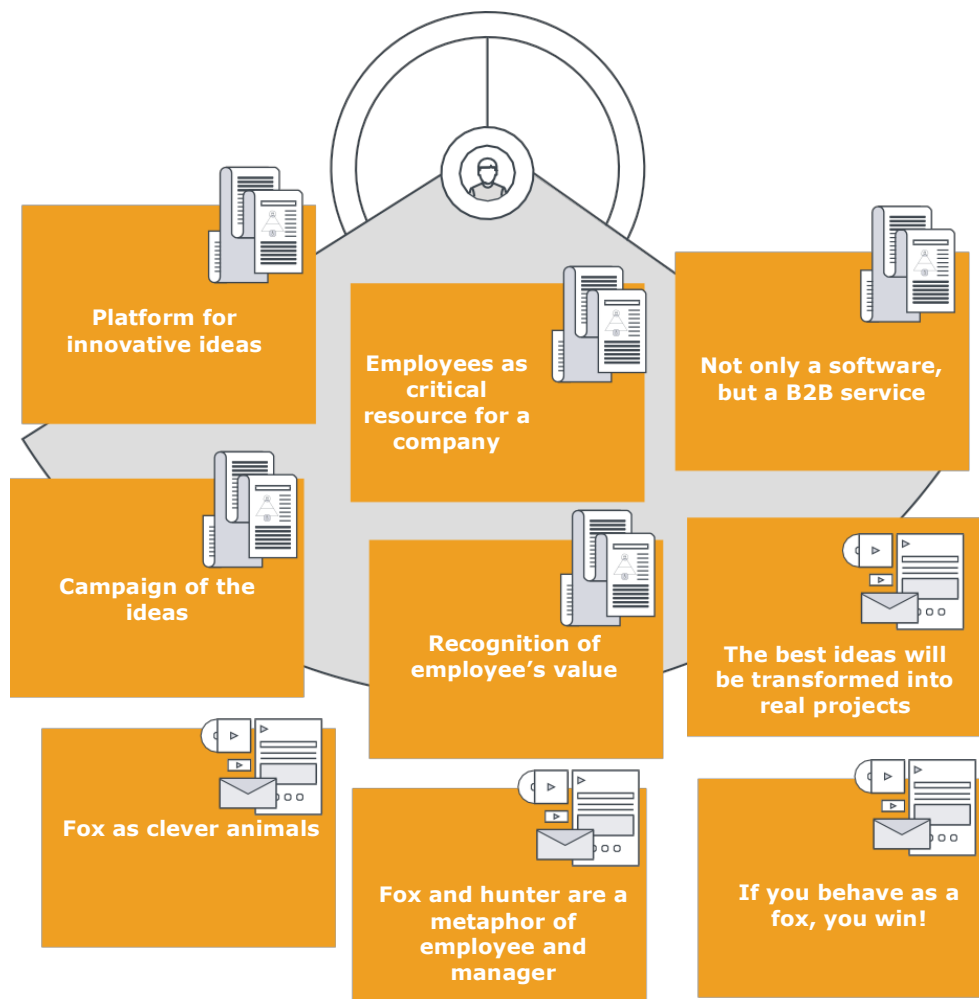 Platform for
innovative ideas
Employees as
critical
resource for a
company
Not only a software,
but a B2B service
Campaign of the
ideas
Recognition of
employee’s value
The best ideas will
be transformed into
real projects
Fox as clever animals
Fox and hunter are a
metaphor of
employee and
manager
If you behave as a
fox, you win!